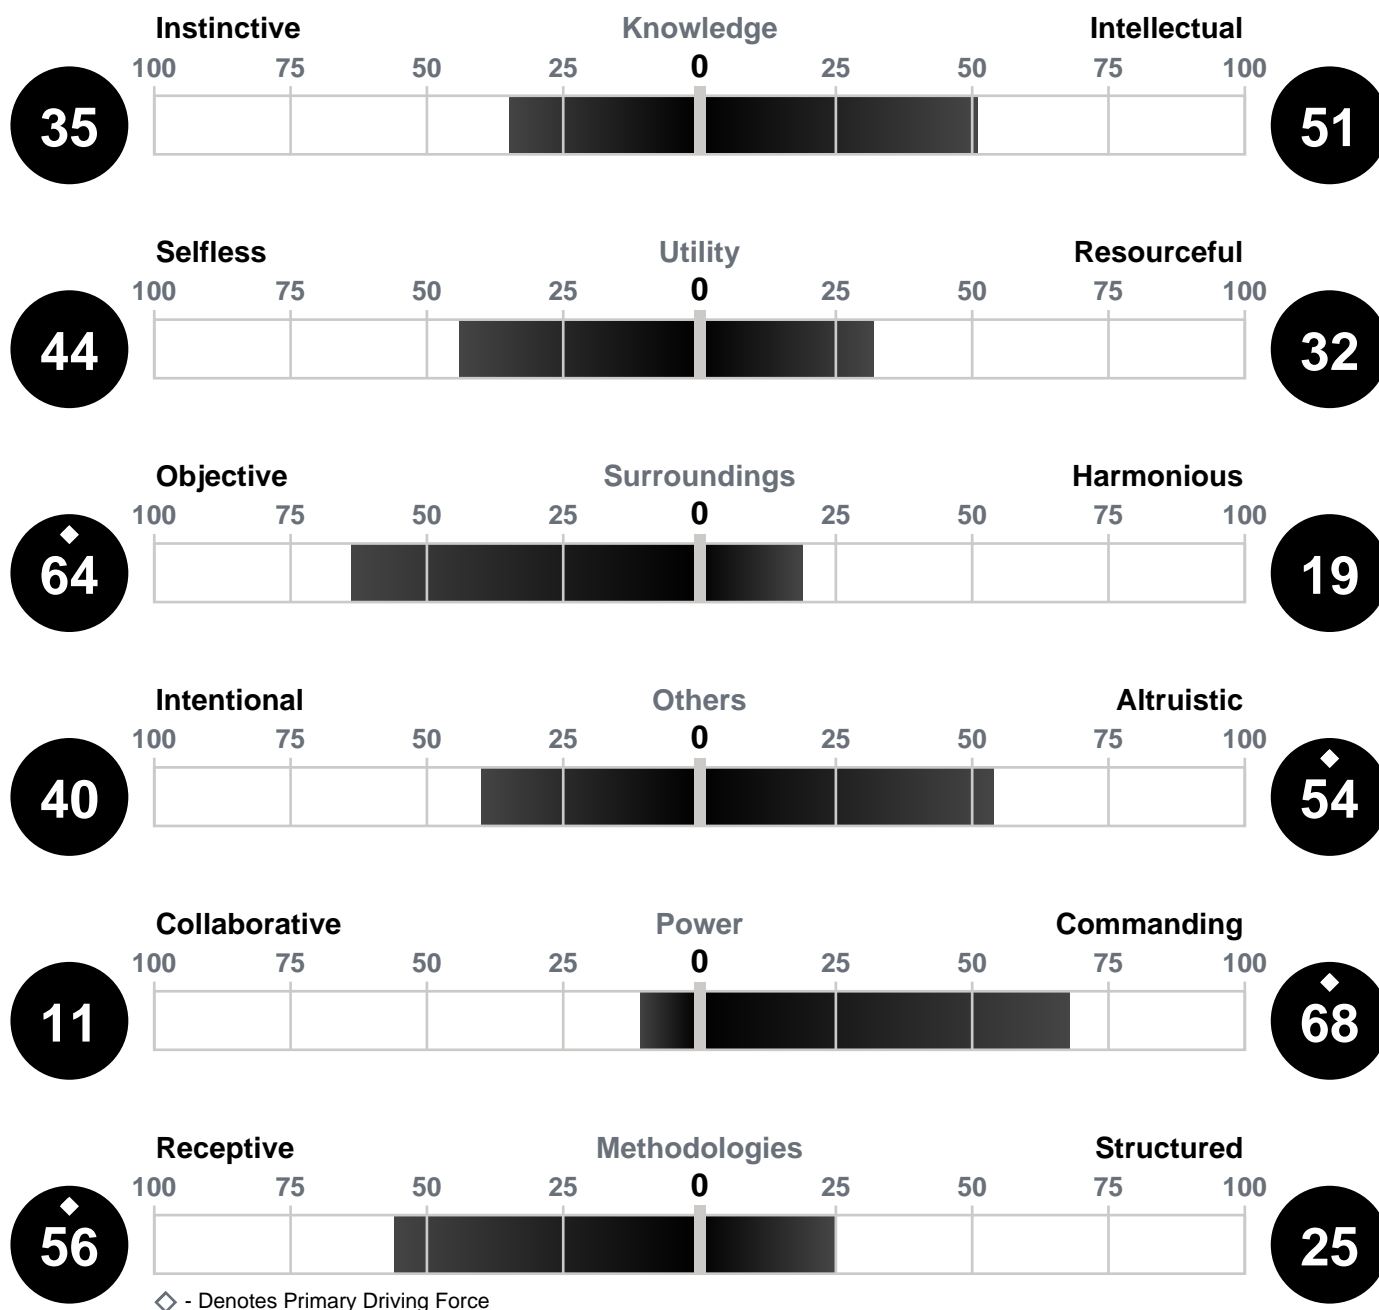 Instinctive Knowledge Intellectual
100 75 50 25 0 25 50 75 100
35 51
Selfless Utility Resourceful
100 75 50 25 0 25 50 75 100
44 32
Objective Surroundings Harmonious
100 75 50 25 0 25 50 75 100
64 19
Intentional Others Altruistic
100 75 50 25 0 25 50 75 100
40 54
Collaborative Power Commanding
100 75 50 25 0 25 50 75 100
11 68
Receptive Methodologies Structured
100 75 50 25 0 25 50 75 100
56 25
- Denotes Primary Driving Force